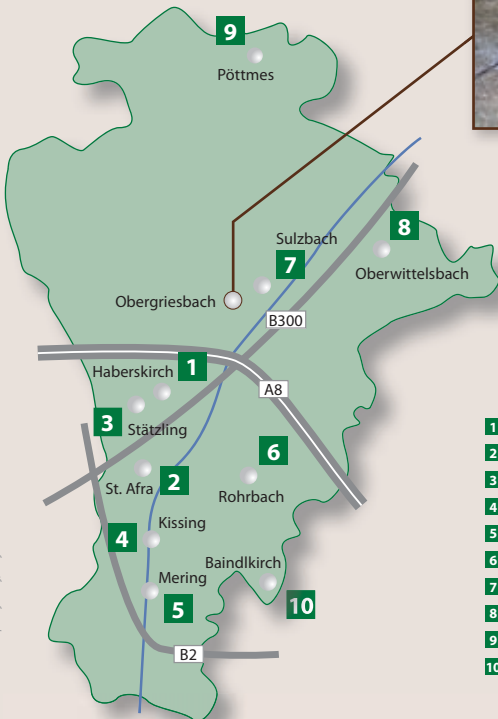 9
Pöttmes
Sulzbach
8
7
Oberwittelsbach
Obergriesbach
B300
Haberskirch
1
A8
3
Stätzling
6
St. Afra
2
Rohrbach
Kissing
4
Baindlkirch
Mering
5
10
B2
1
2
3
4
5
6
7
8
9
10